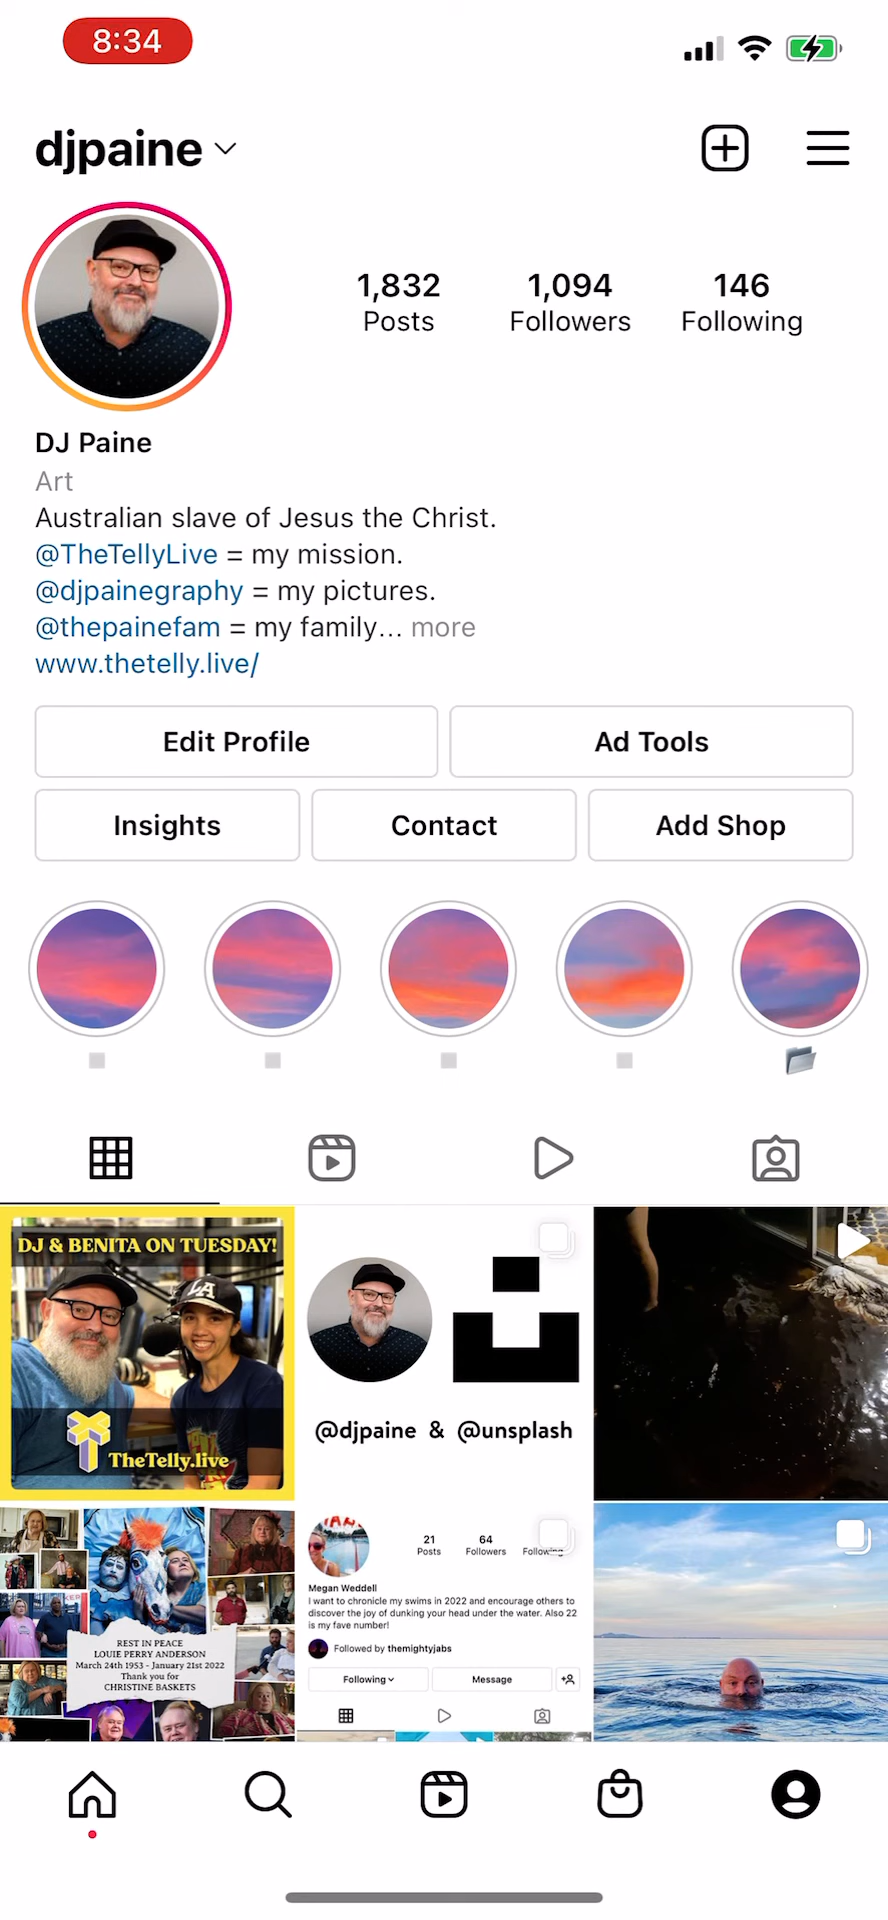 8:34
djpaine
1,832
Posts
1,094
Followers
146
Following
DJ Paine
Art
Australian slave of Jesus the Christ.
@TheTellyLive = my mission.
@djpainegraphy = my pictures.
@thepainefam = my family... more
www.thetelly.live/
Edit Profile
Ad Tools
Insights
Contact
Add Shop
DJ & BENITA ON TUESDAY!
LA
TheTelly.live
@djpaine & @unsplash
REST IN PEACE
LOUIE PERRY ANDERSON
March 24th 1953 - January 21st 2022
Thank you for
CHRISTINE BASKETS
21
Posts
64
Followers
Following
Megan Weddell
I want to chronicle my swims in 2022 and encourage others to
discover the joy of dunking your head under the water. Also 22
is my fave number!
Followed by themightyjabs
Following
Message